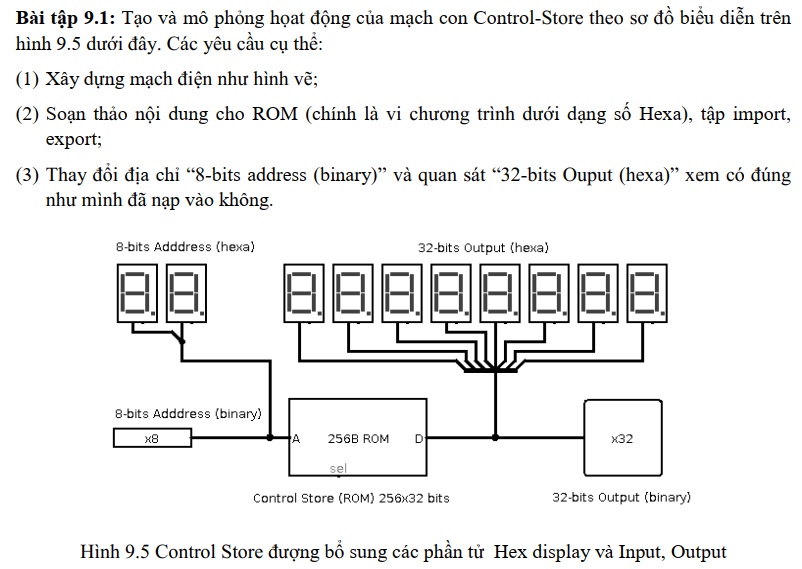 Bài tập 9.1: Tạo và mô phỏng họat động của mạch con Control-Store theo sơ đồ biểu diễn trên
hình 9.5 dưới đây. Các yêu cầu cụ thể:
(1) Xây dựng mạch điện như hình vẽ;
(2) Soạn thảo nội dung cho ROM (chính là vi chương trình dưới dạng số Hexa), tập import,
export;
(3) Thay đổi địa chỉ “8-bits address (binary)” và quan sát “32-bits Ouput (hexa)” xem có đúng
như mình đã nạp vào không.
8-bits Adddress (hexa)
32-bits Output (hexa)
8-bits Adddress (binary)
x8
A
256B ROM
D
sel
x32
Control Store (ROM) 256x32 bits
32-bits Output (binary)
Hình 9.5 Control Store đượng bổ sung các phần tử Hex display và Input, Output